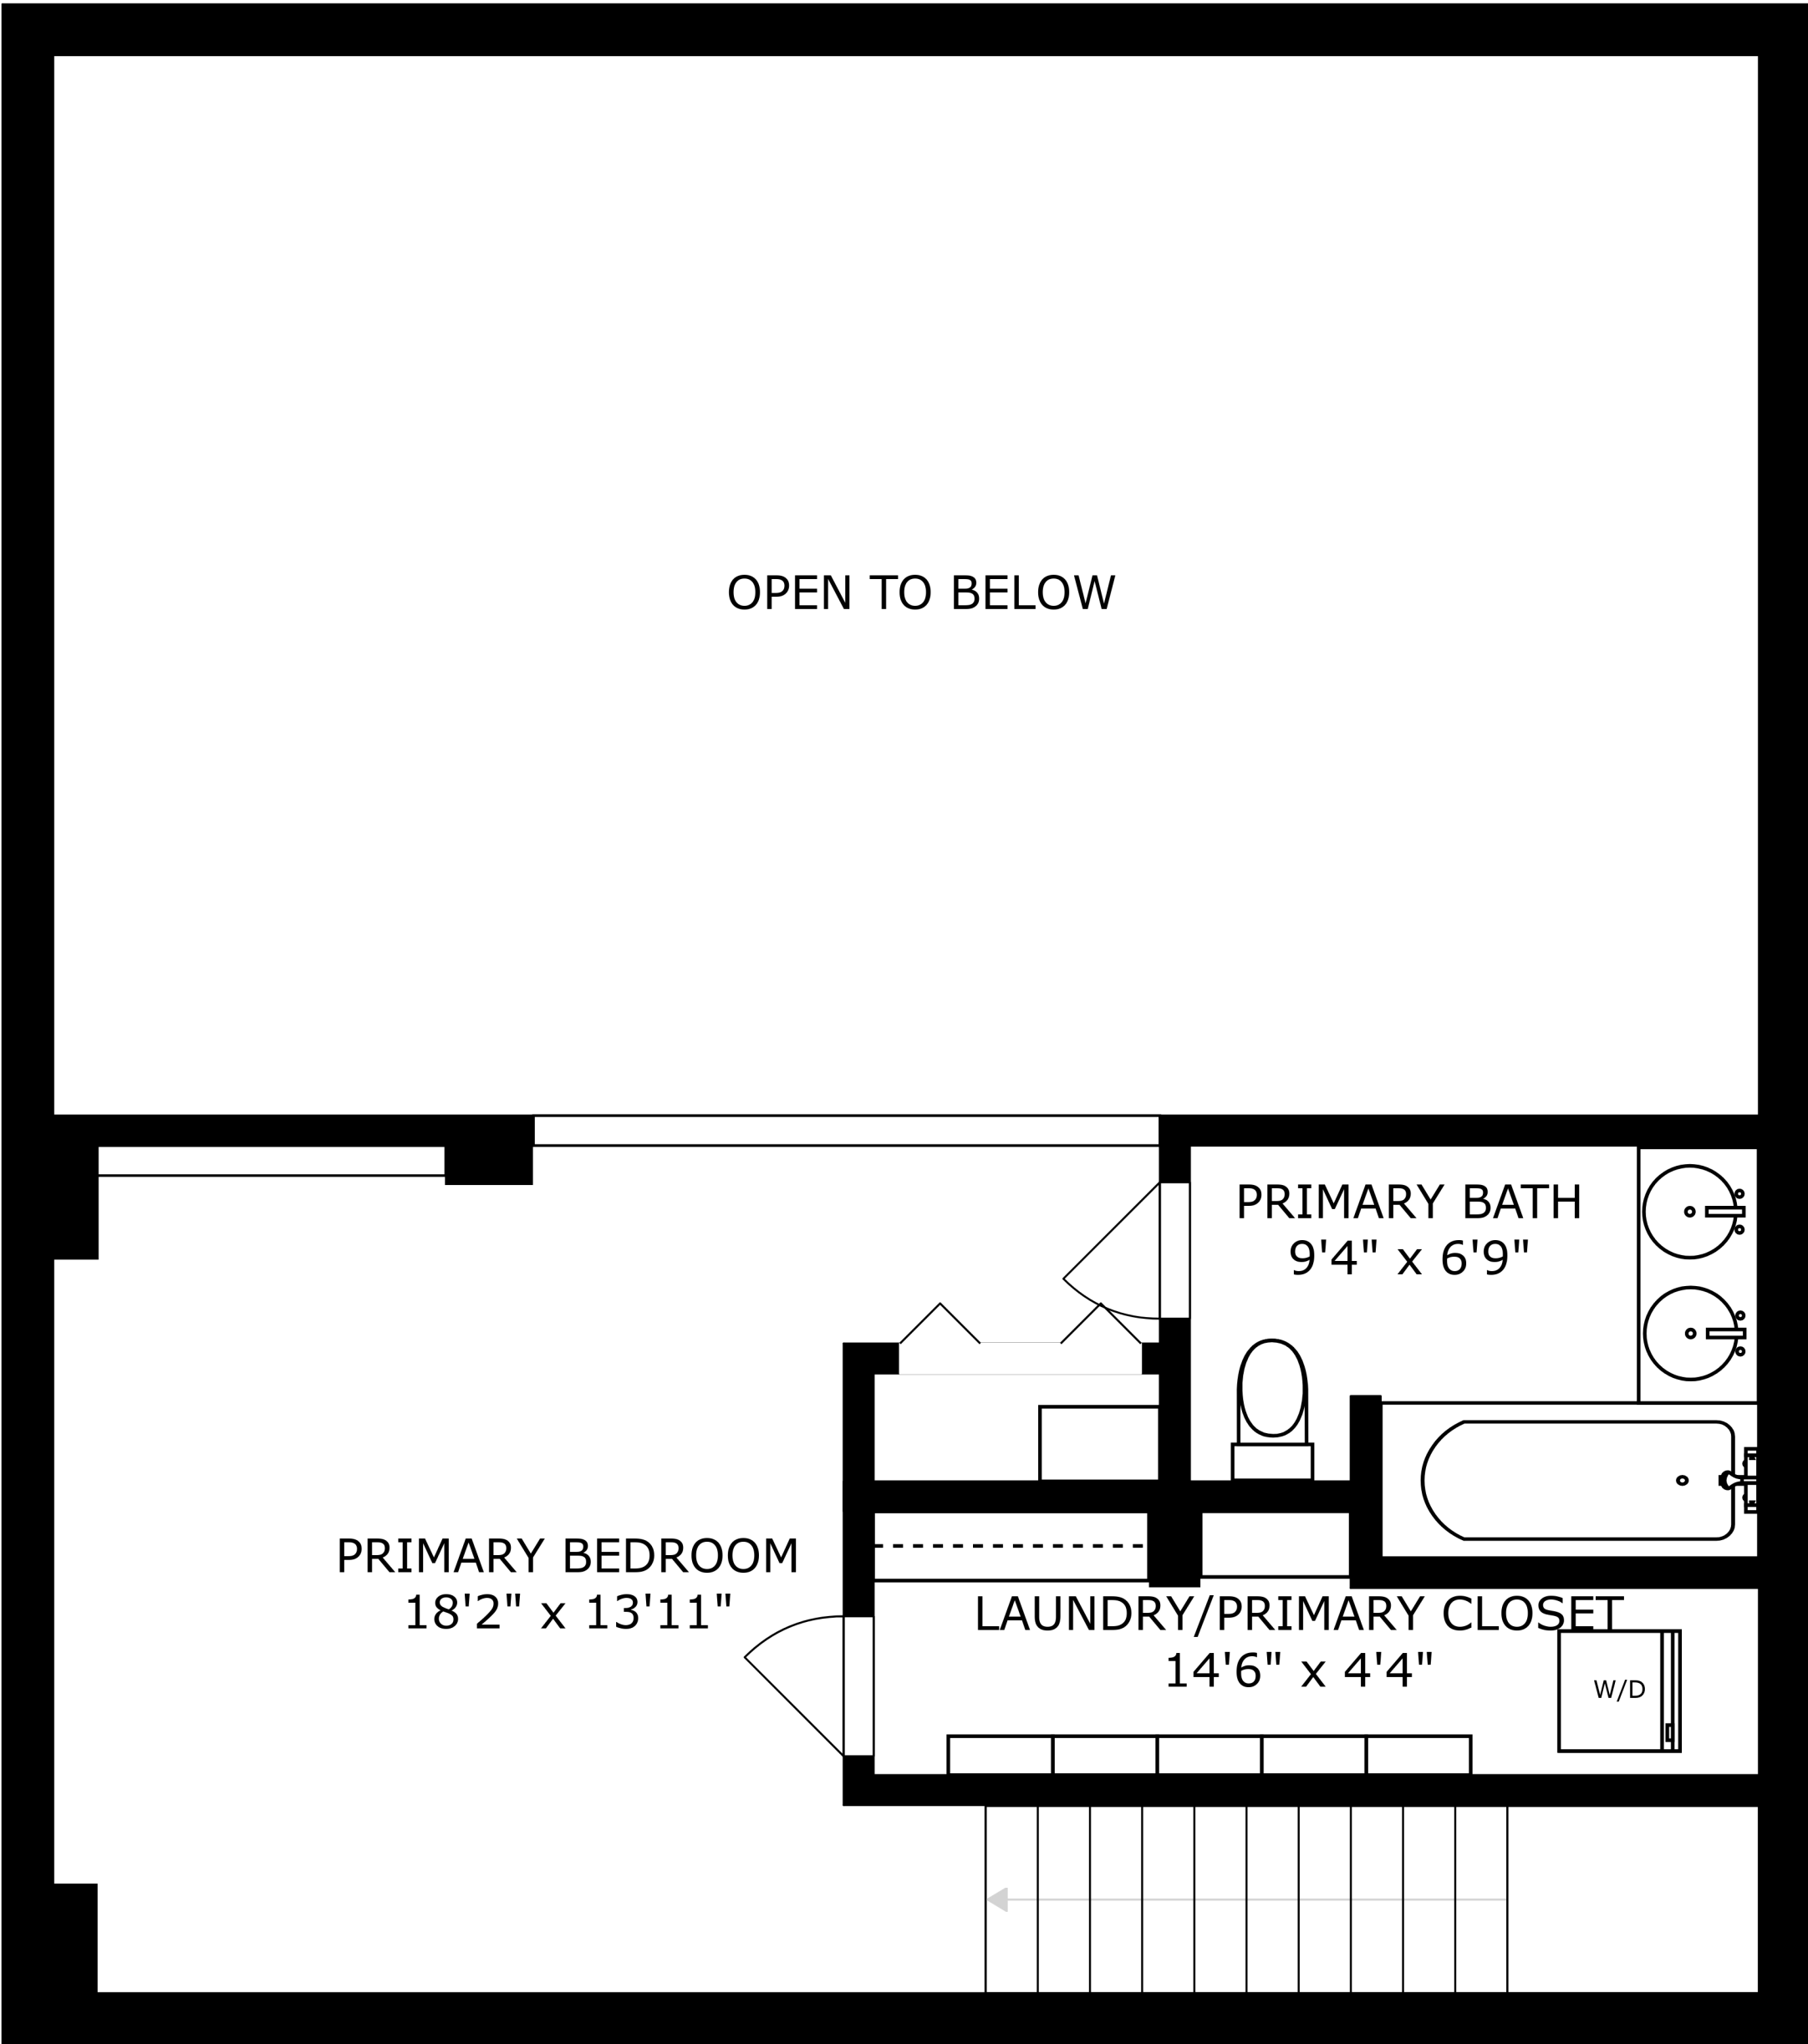 OPEN TO BELOW
PRIMARY BATH
9'4" x 6'9"
PRIMARY BEDROOM
18'2" x 13'11"
LAUNDRY/PRIMARY CLOSET
14'6" x 4'4"
W/D